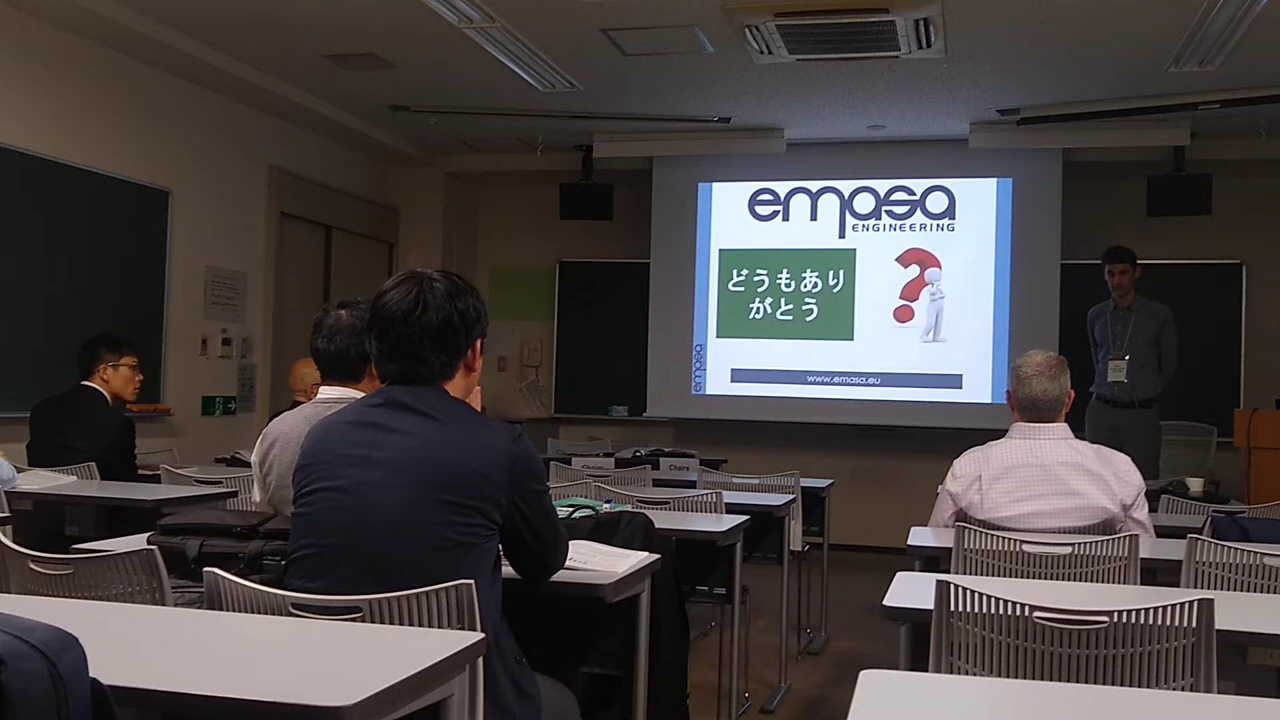 emasa
ENGINEERING
どうもあり
がとう
emasa
www.emasa.eu
Chairs
Chairs